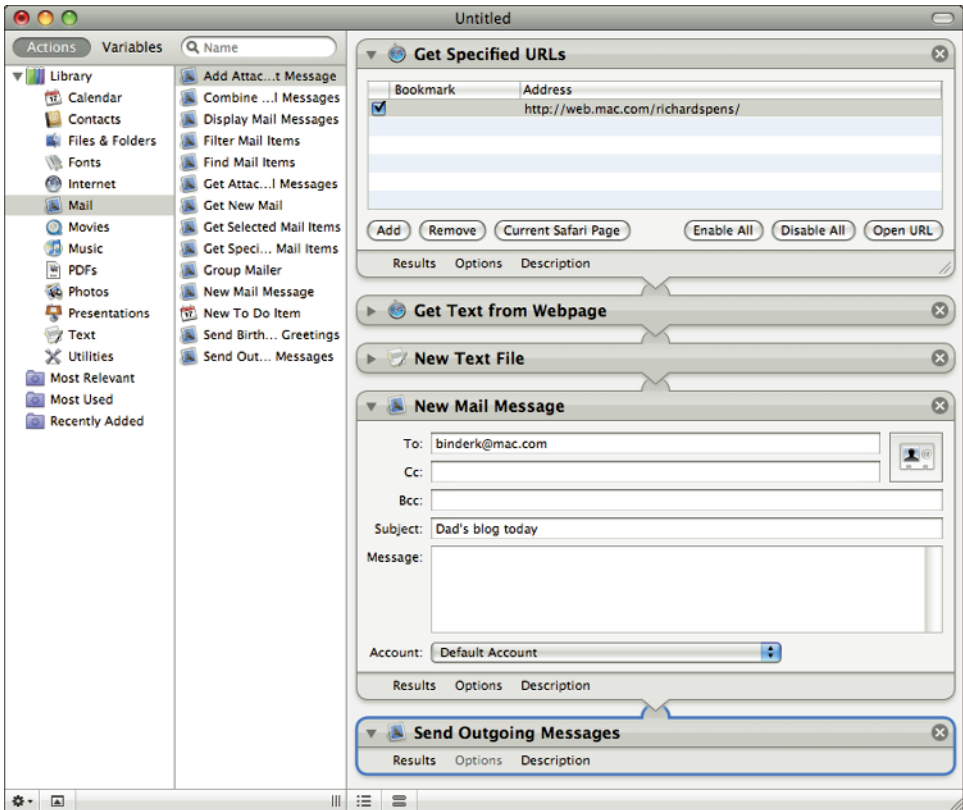 Untitled
Actions Variables Name
Library
Calendar
Contacts
Files & Folders
Fonts
Internet
Mail
Movies
Music
PDFs
Photos
Presentations
Text
Utilities
Most Relevant
Most Used
Recently Added
Add Attac...t Message
Combine ...l Messages
Display Mail Messages
Filter Mail Items
Find Mail Items
Get Attac...l Messages
Get New Mail
Get Selected Mail Items
Get Speci... Mail Items
Group Mailer
New Mail Message
New To Do Item
Send Birth... Greetings
Send Out... Messages
Get Specified URLs
Bookmark Address
http://web.mac.com/richardspens/
Add Remove Current Safari Page Enable All Disable All Open URL
Results Options Description
Get Text from Webpage
New Text File
New Mail Message
To: binderk@mac.com
Cc:
Bcc:
Subject: Dad's blog today
Message:
Account: Default Account
Results Options Description
Send Outgoing Messages
Results Options Description